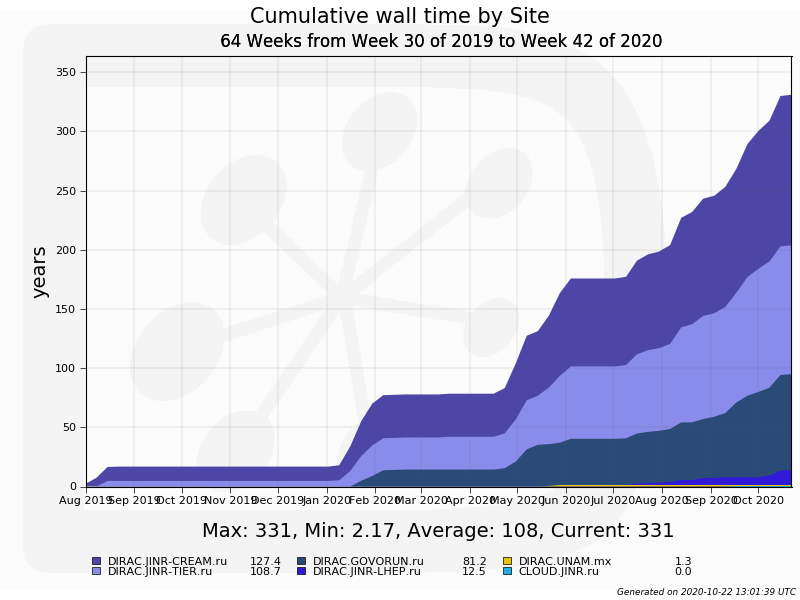 Cumulative wall time by Site
64 Weeks from Week 30 of 2019 to Week 42 of 2020
350
300
250
200
150
100
50
0
years
Aug 2019 Sep 2019 Oct 2019 Nov 2019 Dec 2019 Jan 2020 Feb 2020 Mar 2020 Apr 2020 May 2020 Jun 2020 Jul 2020 Aug 2020 Sep 2020 Oct 2020
Max: 331, Min: 2.17, Average: 108, Current: 331
DIRAC.JINR-CREAM.ru 127.4 DIRAC.GOVORUN.ru 81.2 DIRAC.UNAM.mx 1.3
DIRAC.JINR-TIER.ru 108.7 DIRAC.JINR-LHEP.ru 12.5 CLOUD.JINR.ru 0.0
Generated on 2020-10-22 13:01:39 UTC